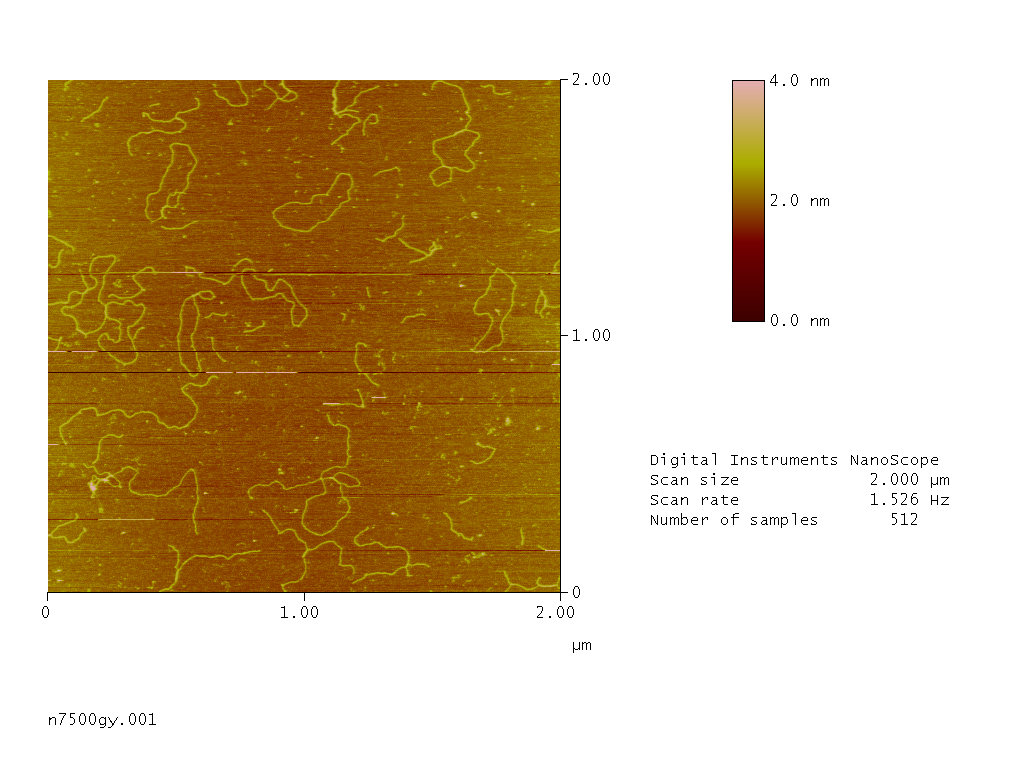 2.00
4.0 nm
2.0 nm
0.0 nm
1.00
Digital Instruments NanoScope
Scan size 2.000 µm
Scan rate 1.526 Hz
Number of samples 512
0
0 1.00 2.00
µm
n7500gy.001